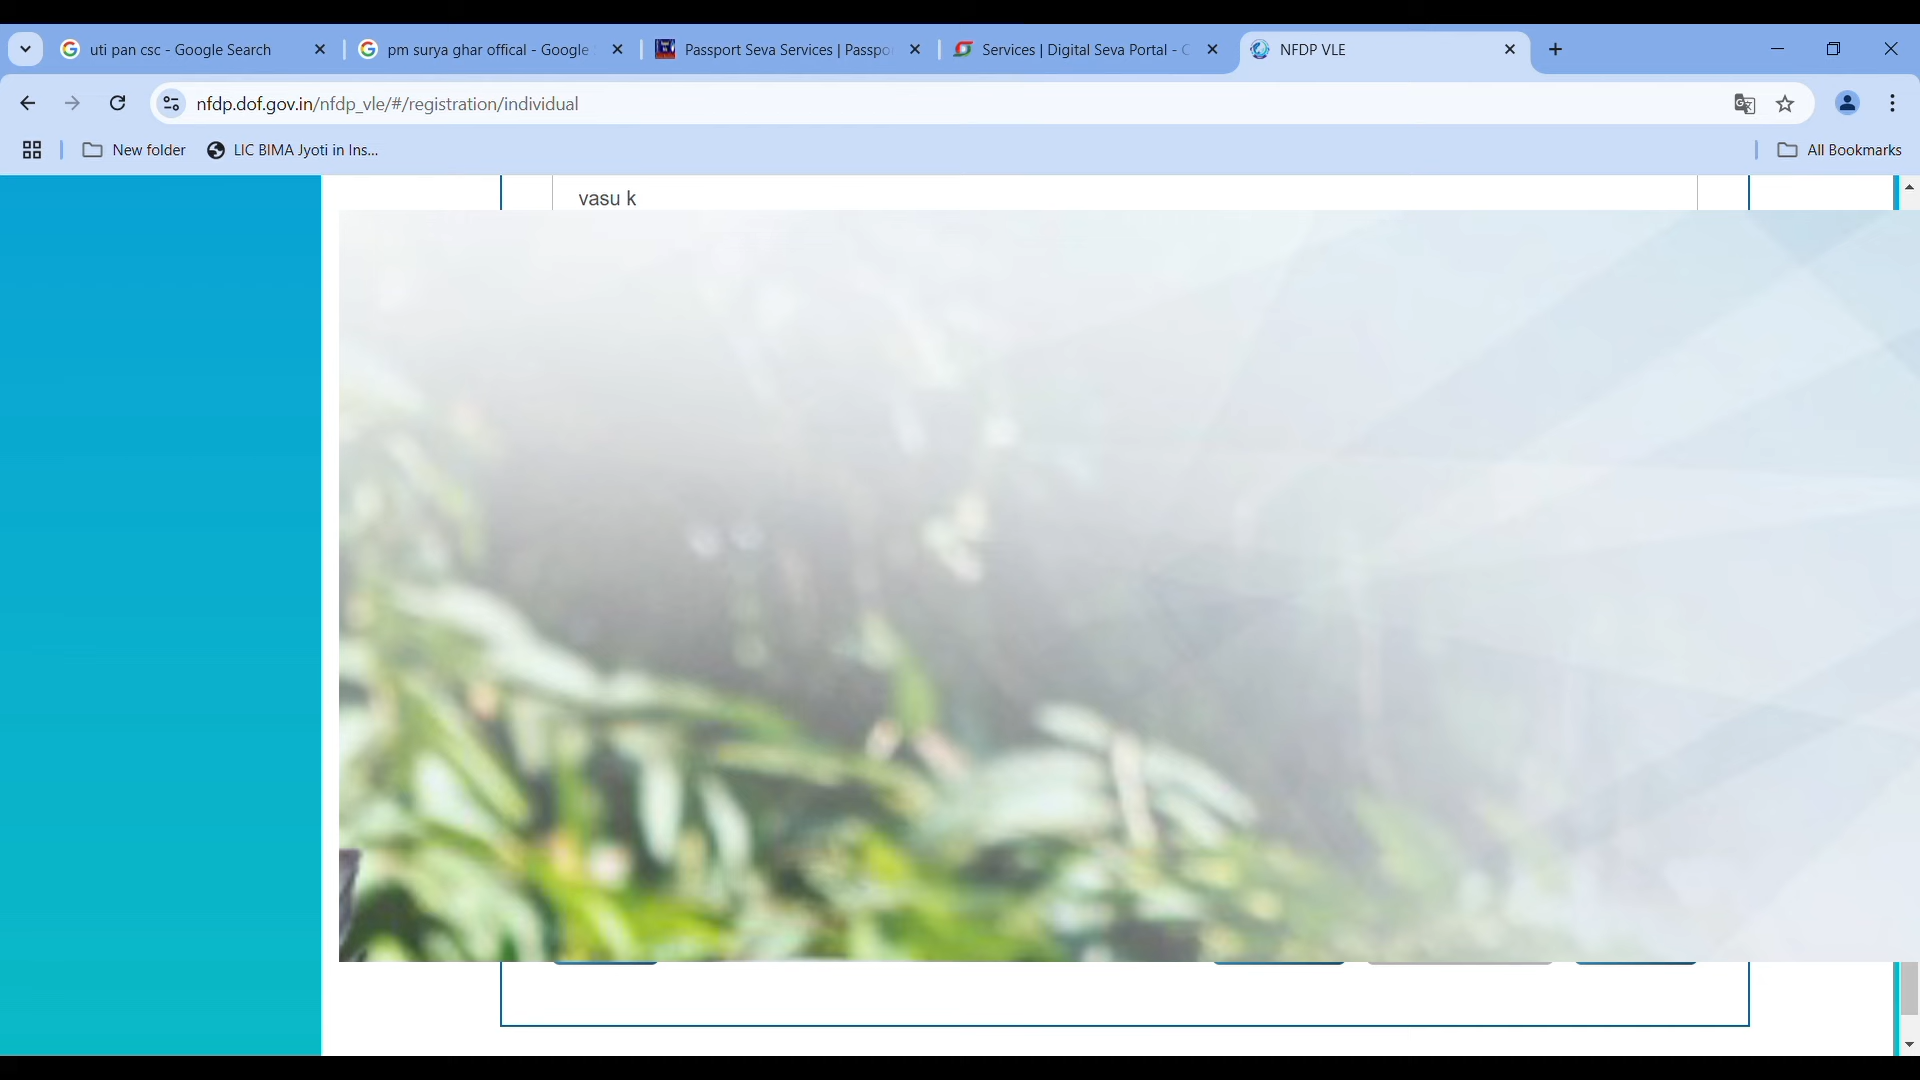 uti pan csc - Google Search
pm surya ghar offical - Google
Passport Seva Services | Passpo
Services | Digital Seva Portal - C
NFDP VLE
nfdp.dof.gov.in/nfdp_vle/#/registration/individual
New folder
LIC BIMA Jyoti in Ins...
All Bookmarks
vasu k